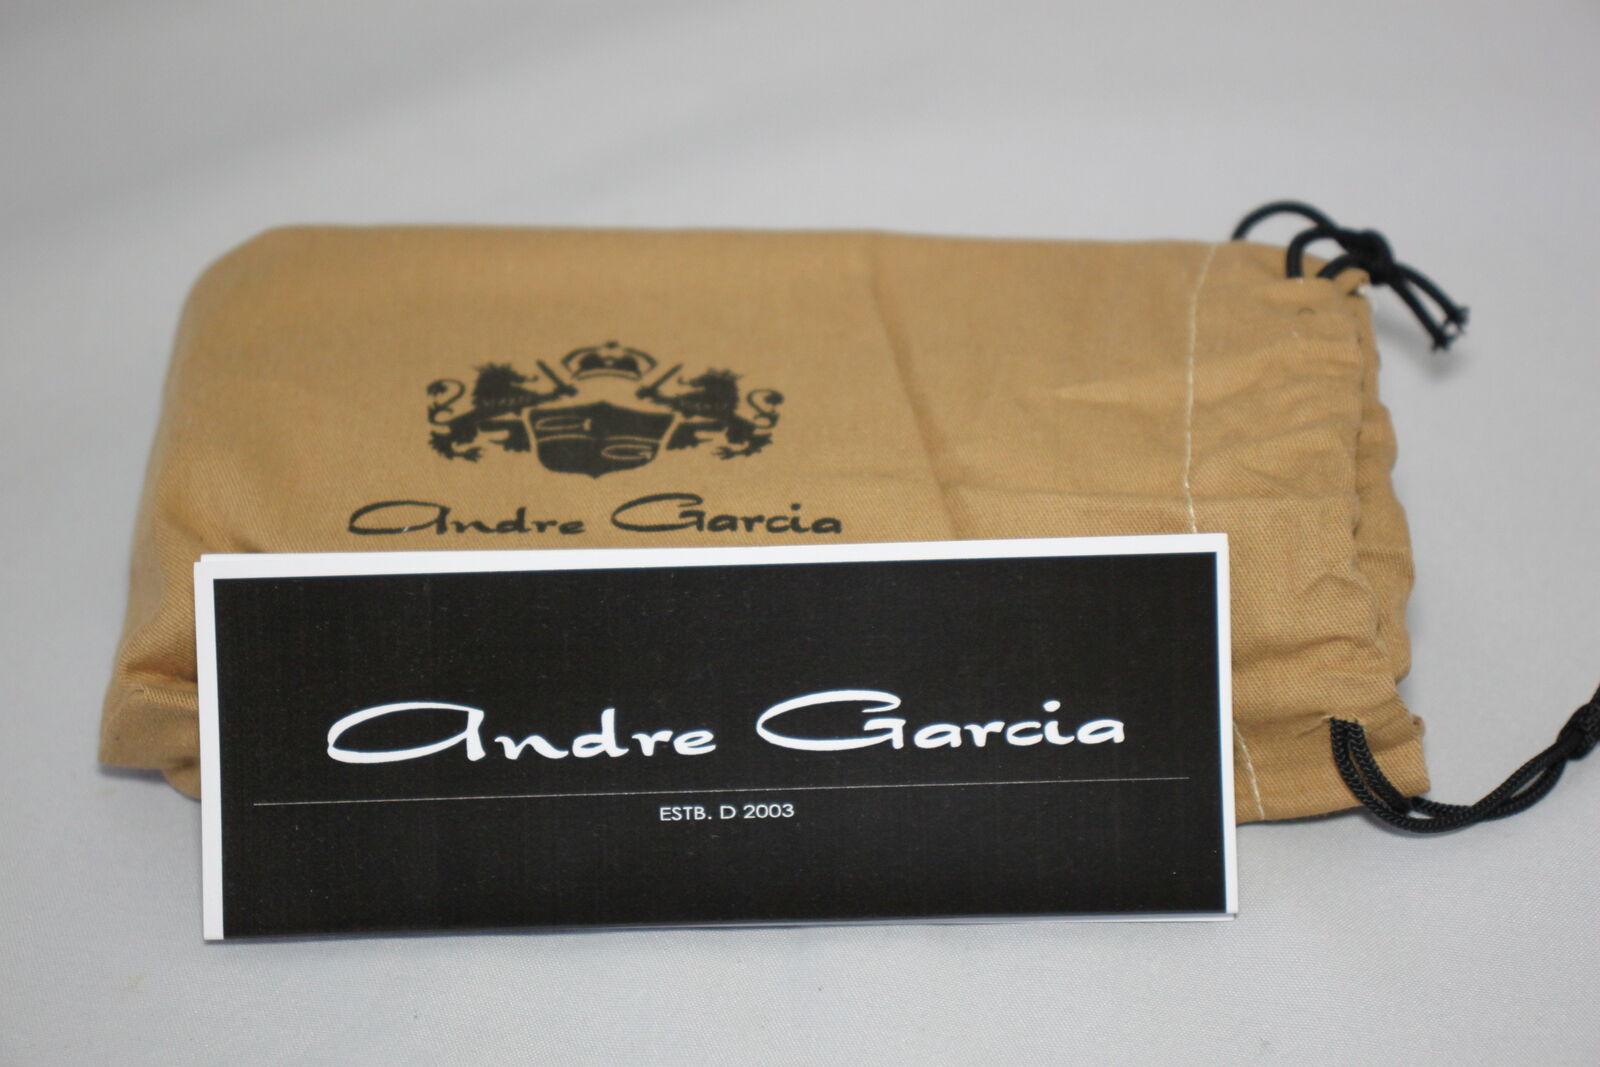 Andre Garcia
Andre Garcia
ESTB. D 2003